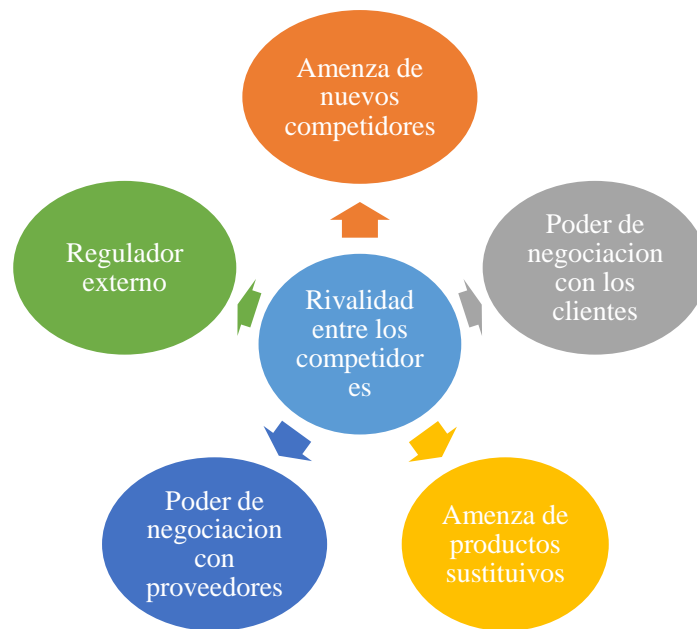 Amenza de
nuevos
competidores
Regulador
externo
Poder de
negociacion
con los
clientes
Rivalidad
entre los
competidor
es
Poder de
negociacion
con
proveedores
Amenza de
productos
sustituivos